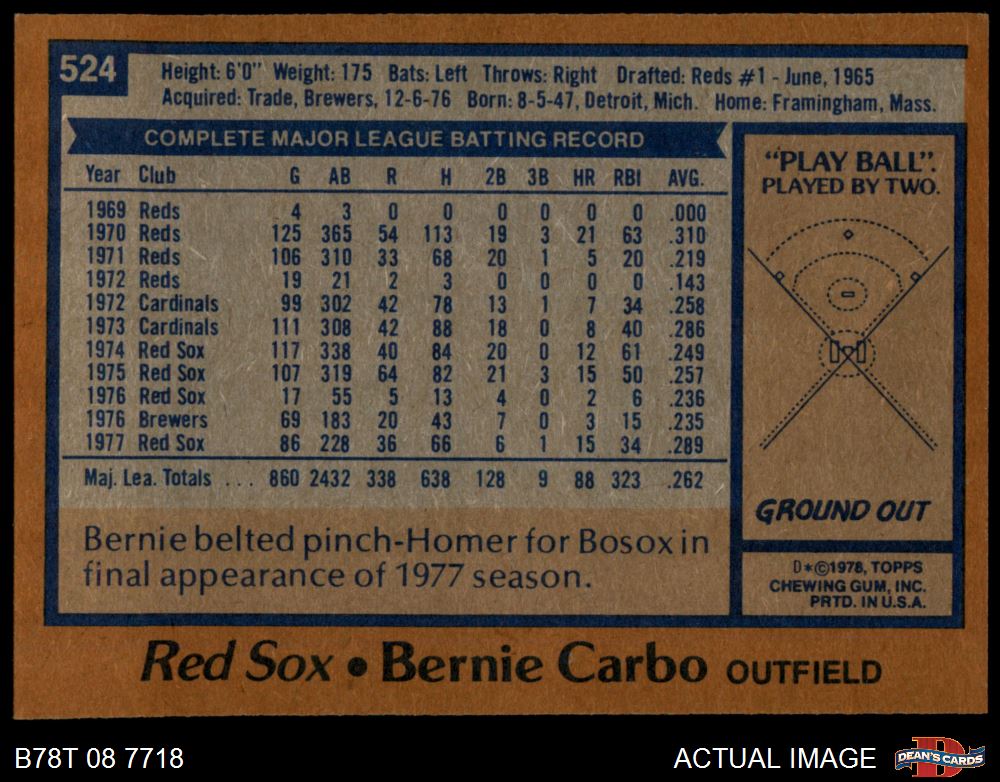 524
Height: 6'0" Weight: 175 Bats: Left Throws: Right Drafted: Reds #1 - June, 1965
Acquired: Trade, Brewers, 12-6-76 Born: 8-5-47, Detroit, Mich. Home: Framingham, Mass.
COMPLETE MAJOR LEAGUE BATTING RECORD
Year Club G AB R H 2B 3B HR RBI AVG.
1969 Reds 4 3 0 0 0 0 0 0 .000
1970 Reds 125 365 54 113 19 3 21 63 .310
1971 Reds 106 310 33 68 20 1 5 20 .219
1972 Reds 19 21 2 3 0 0 0 0 .143
1972 Cardinals 99 302 42 78 13 1 7 34 .258
1973 Cardinals 111 308 42 88 18 0 8 40 .286
1974 Red Sox 117 338 40 84 20 0 12 61 .249
1975 Red Sox 107 319 64 82 21 3 15 50 .257
1976 Red Sox 17 55 5 13 4 0 2 6 .236
1976 Brewers 69 183 20 43 7 0 3 15 .235
1977 Red Sox 86 228 36 66 6 1 15 34 .289
Maj. Lea. Totals . . . 860 2432 338 638 128 9 88 323 .262
Bernie belted pinch-Homer for Bosox in
final appearance of 1977 season.
"PLAY BALL".
PLAYED BY TWO.
GROUND OUT
D*©1978, TOPPS
CHEWING GUM, INC.
PRTD. IN U.S.A.
Red Sox • Bernie Carbo OUTFIELD
B78T 08 7718
ACTUAL IMAGE
D
DEAN'S CARDS